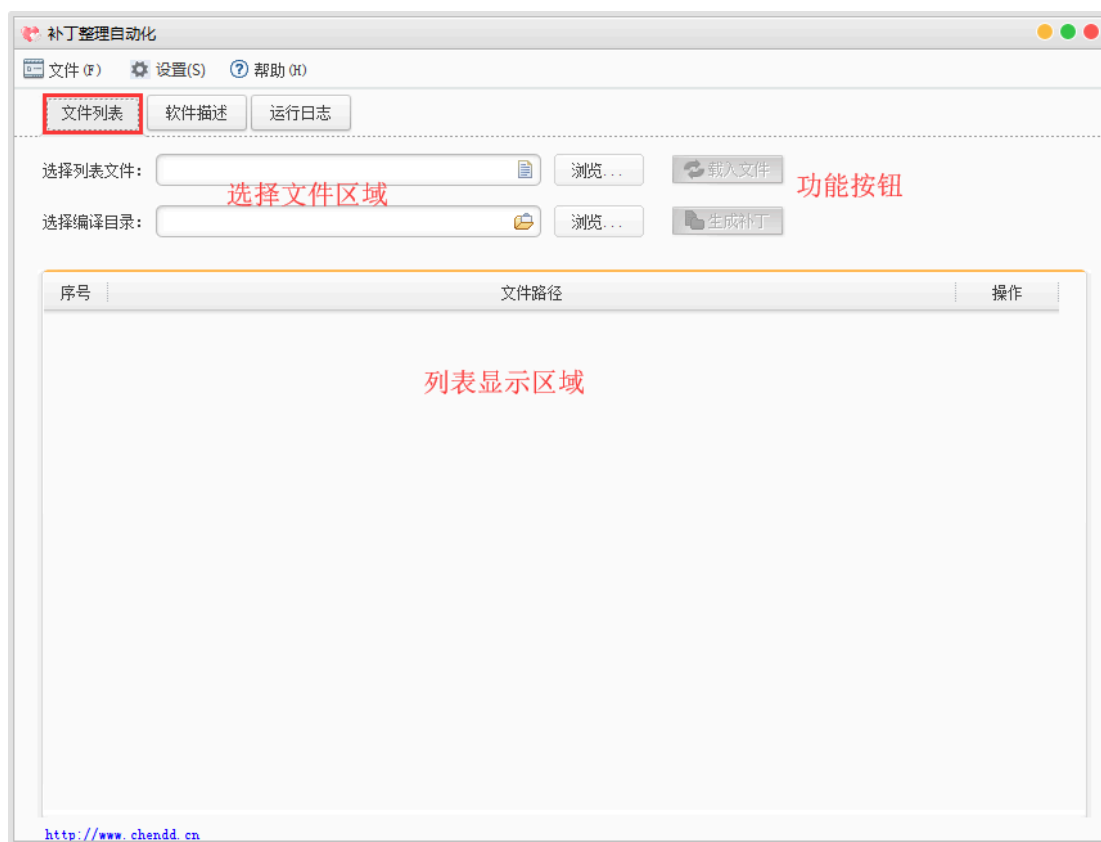 补丁整理自动化
文件(F) 设置(S) 帮助(H)
文件列表 软件描述 运行日志
选择列表文件: 浏览... 载入文件
选择文件区域 功能按钮
选择编译目录: 浏览... 生成补丁
序号 文件路径 操作
列表显示区域
http://www.chendd.cn